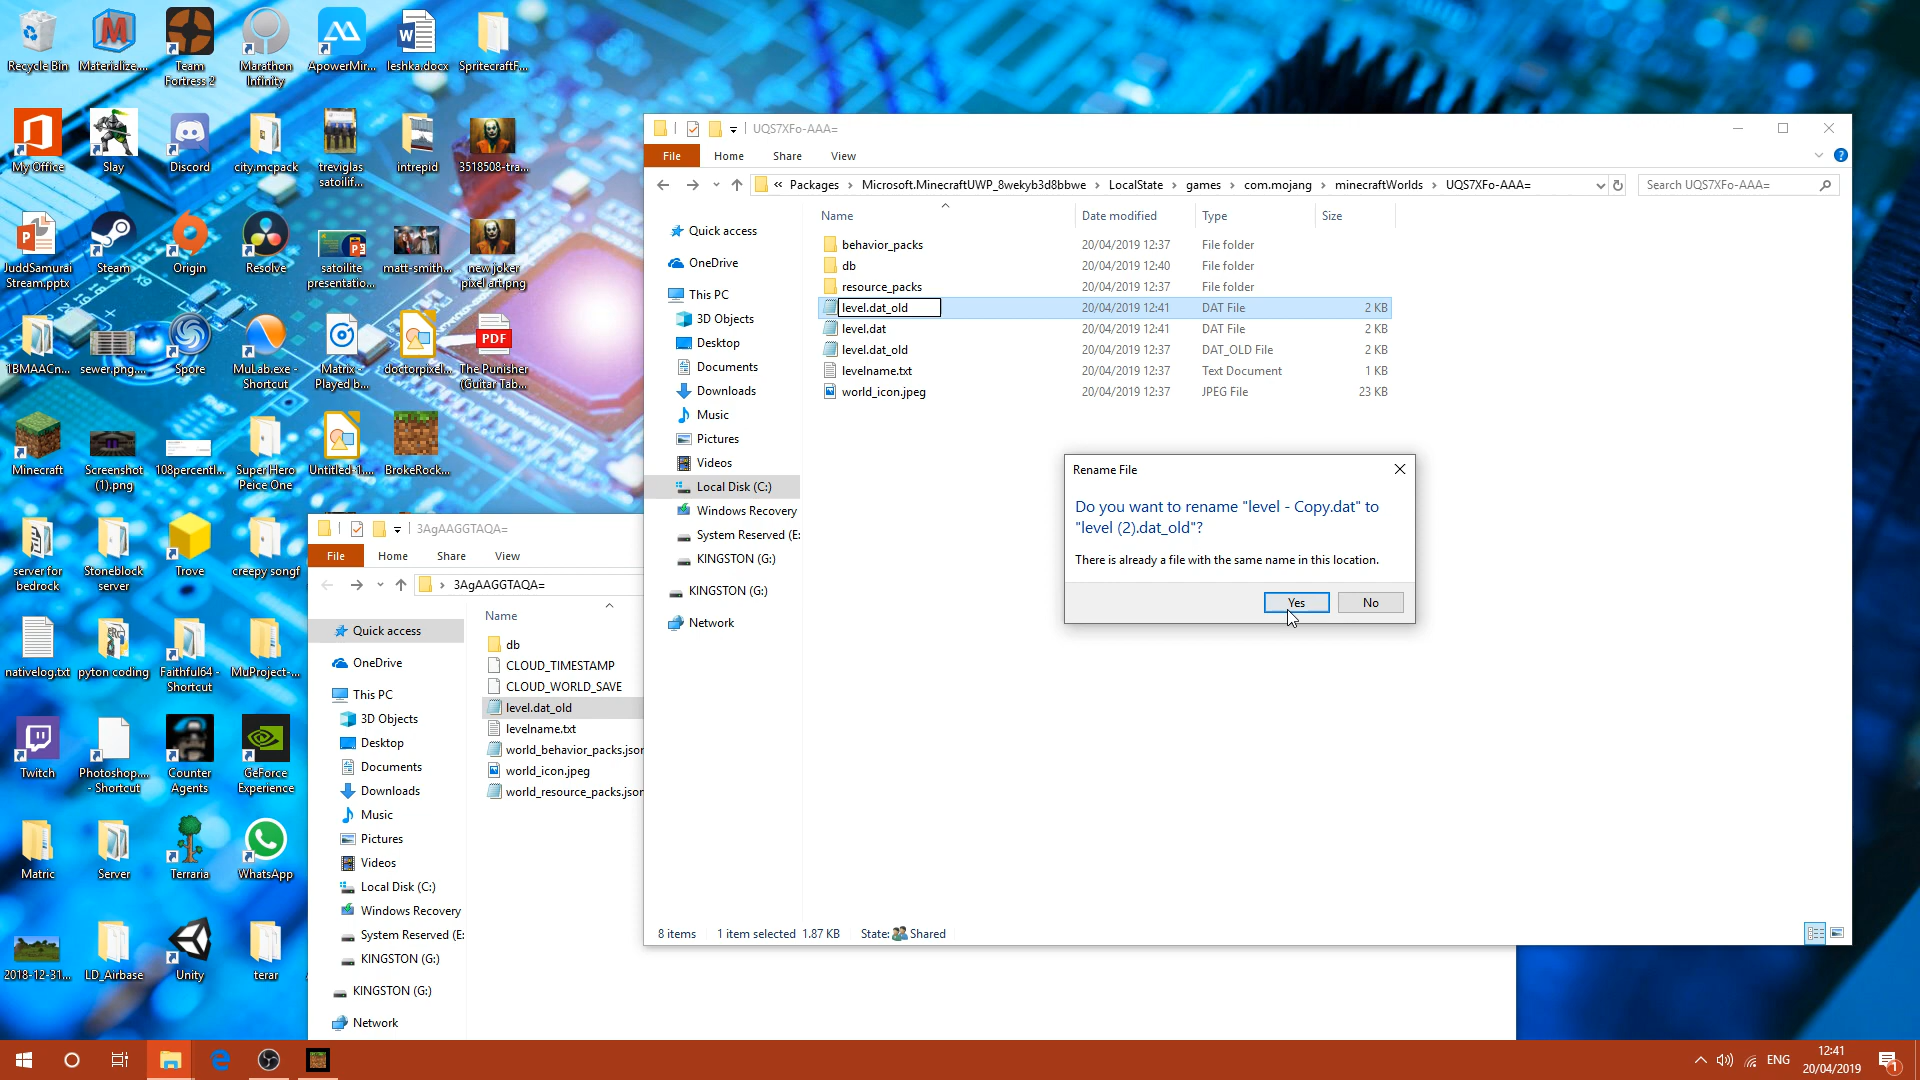 Recycle Bin
Materialize....
Team
Fortress 2
Marathon
Infinity
ApowerMir...
leshka.docx
SpritecraftF...
My Office
Slay
Discord
city.mcpack
treviglas
satoilif...
intrepid
3518508-tra...
JuddSamurai
Stream.pptx
Steam
Origin
Resolve
satoilite
presentatio...
matt-smith...
new joker
pixel art.png
1BMAACn...
sewer.png....
Spore
MuLab.exe -
Shortcut
Matrix -
Played b...
doctorpixel...
PDF
The Punisher
(Guitar Tab...
Minecraft
Screenshot
(1).png
108percentl...
Super Hero
Peice One
Untitled-1....
BrokeRock...
server for
bedrock
Stoneblock
server
Trove
creepy songf
nativelog.txt
pyton coding
Faithful64 -
Shortcut
MuProject-...
Twitch
Photoshop....
- Shortcut
Counter
Agents
GeForce
Experience
Matric
Server
Terraria
WhatsApp
2018-12-31...
LD_Airbase
Unity
terar
3AgAAGGTAQA=
File Home Share View
3AgAAGGTAQA=
Name
Quick access
OneDrive
This PC
3D Objects
Desktop
Documents
Downloads
Music
Pictures
Videos
Local Disk (C:)
Windows Recovery
System Reserved (E:
KINGSTON (G:)
KINGSTON (G:)
Network
db
CLOUD_TIMESTAMP
CLOUD_WORLD_SAVE
level.dat_old
levelname.txt
world_behavior_packs.json
world_icon.jpeg
world_resource_packs.json
UQS7XFo-AAA=
File Home Share View
« Packages > Microsoft.MinecraftUWP_8wekyb3d8bbwe > LocalState > games > com.mojang > minecraftWorlds > UQS7XFo-AAA=
Search UQS7XFo-AAA=
Quick access
OneDrive
This PC
3D Objects
Desktop
Documents
Downloads
Music
Pictures
Videos
Local Disk (C:)
Windows Recovery
System Reserved (E:
KINGSTON (G:)
KINGSTON (G:)
Network
Name Date modified Type Size
behavior_packs 20/04/2019 12:37 File folder
db 20/04/2019 12:40 File folder
resource_packs 20/04/2019 12:37 File folder
level.dat_old 20/04/2019 12:41 DAT File 2 KB
level.dat 20/04/2019 12:41 DAT File 2 KB
level.dat_old 20/04/2019 12:37 DAT_OLD File 2 KB
levelname.txt 20/04/2019 12:37 Text Document 1 KB
world_icon.jpeg 20/04/2019 12:37 JPEG File 23 KB
Rename File
Do you want to rename "level - Copy.dat" to
"level (2).dat_old"?
There is already a file with the same name in this location.
Yes No
8 items 1 item selected 1.87 KB State: Shared
ENG
12:41
20/04/2019
1